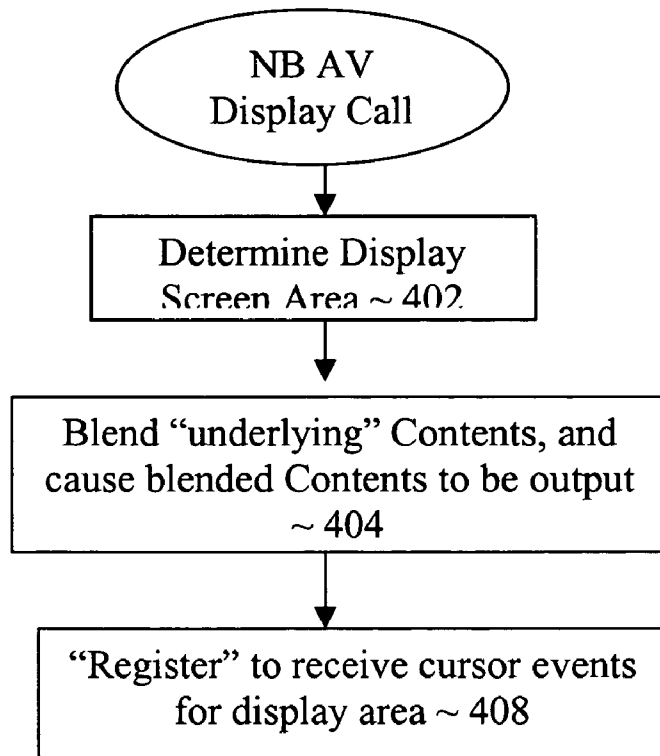 NB AV
Display Call
Determine Display
Screen Area ~ 402
Blend “underlying” Contents, and
cause blended Contents to be output
~ 404
“Register” to receive cursor events
for display area ~ 408